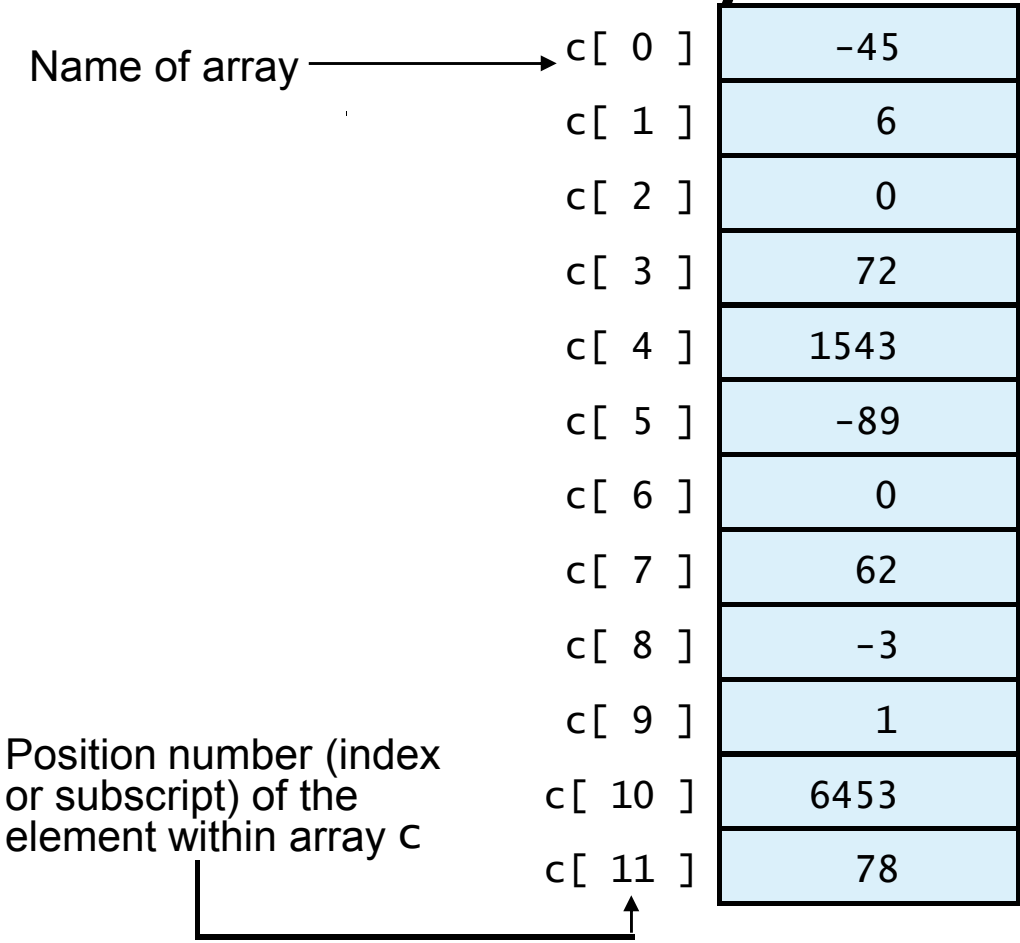 c[ 0 ] -45
Name of array
c[ 1 ] 6
c[ 2 ] 0
c[ 3 ] 72
c[ 4 ] 1543
c[ 5 ] -89
c[ 6 ] 0
c[ 7 ] 62
c[ 8 ] -3
c[ 9 ] 1
Position number (index
or subscript) of the
element within array c
c[ 10 ] 6453
c[ 11 ] 78